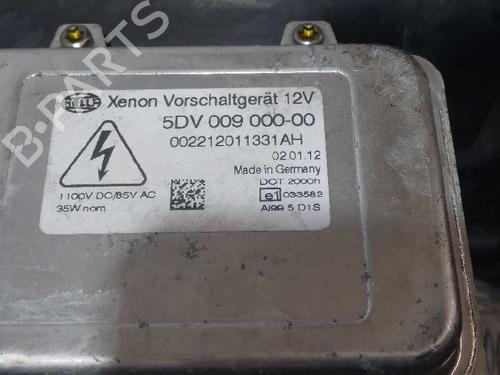 HELLA Xenon Vorschaltgerät 12V
5DV 009 000-00
002212011331AH
02.01.12
Made in Germany
DOT 2000h
1100V DC/85V AC
e1 033582
35W nom
AJ99 5 D1S
B-PARTS